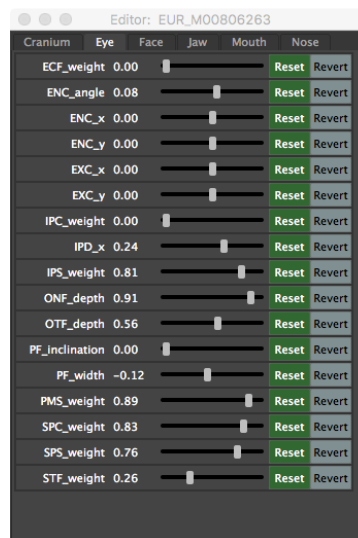 Editor: EUR_M00806263
Cranium Eye Face Jaw Mouth Nose
ECF_weight 0.00 Reset Revert
ENC_angle 0.08 Reset Revert
ENC_x 0.00 Reset Revert
ENC_y 0.00 Reset Revert
EXC_x 0.00 Reset Revert
EXC_y 0.00 Reset Revert
IPC_weight 0.00 Reset Revert
IPD_x 0.24 Reset Revert
IPS_weight 0.81 Reset Revert
ONF_depth 0.91 Reset Revert
OTF_depth 0.56 Reset Revert
PF_inclination 0.00 Reset Revert
PF_width -0.12 Reset Revert
PMS_weight 0.89 Reset Revert
SPC_weight 0.83 Reset Revert
SPS_weight 0.76 Reset Revert
STF_weight 0.26 Reset Revert